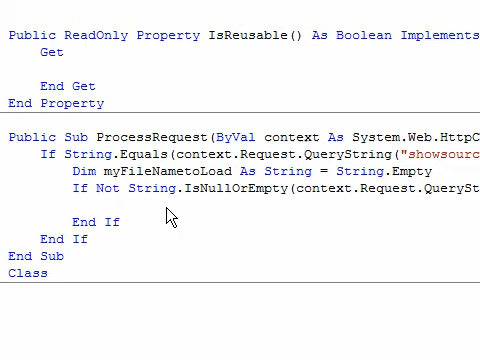 Public ReadOnly Property IsReusable() As Boolean Implements
Get
End Get
End Property
Public Sub ProcessRequest(ByVal context As System.Web.HttpC
If String.Equals(context.Request.QueryString("showsourc
Dim myFileNametoLoad As String = String.Empty
If Not String.IsNullOrEmpty(context.Request.QuerySt
End If
End If
End Sub
Class